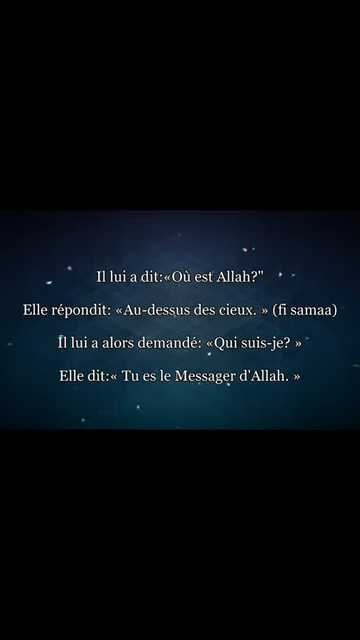 Il lui a dit:«Où est Allah?"
Elle répondit: «Au-dessus des cieux. » (fi samaa)
Il lui a alors demandé: «Qui suis-je? »
Elle dit:« Tu es le Messager d'Allah. »